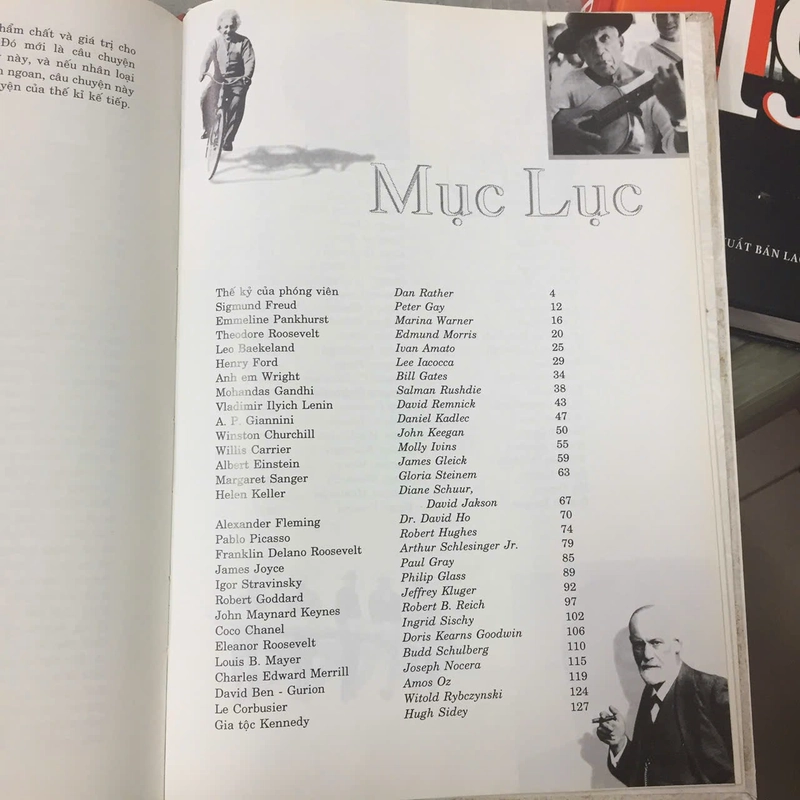 hẩm chất và giá trị cho
Đó mới là câu chuyện
này, và nếu nhân loại
ngoan, câu chuyện này
của thế kỉ kế tiếp.
Mục Lục
Thế kỷ của phóng viên Dan Rather 4
Sigmund Freud Peter Gay 12
Emmeline Pankhurst Marina Warner 16
Theodore Roosevelt Edmund Morris 20
Leo Baekeland Ivan Amato 25
Henry Ford Lee Iacocca 29
Anh em Wright Bill Gates 34
Mohandas Gandhi Salman Rushdie 38
Vladimir Ilyich Lenin David Remnick 43
A. P. Giannini Daniel Kadlec 47
Winston Churchill John Keegan 50
Willis Carrier Molly Ivins 55
Albert Einstein James Gleick 59
Margaret Sanger Gloria Steinem 63
Helen Keller Diane Schuur,
David Jakson 67
Alexander Fleming Dr. David Ho 70
Pablo Picasso Robert Hughes 74
Franklin Delano Roosevelt Arthur Schlesinger Jr. 79
James Joyce Paul Gray 85
Igor Stravinsky Philip Glass 89
Robert Goddard Jeffrey Kluger 92
John Maynard Keynes Robert B. Reich 97
Coco Chanel Ingrid Sischy 102
Eleanor Roosevelt Doris Kearns Goodwin 106
Louis B. Mayer Budd Schulberg 110
Charles Edward Merrill Joseph Nocera 115
David Ben - Gurion Amos Oz 119
Le Corbusier Witold Rybczynski 124
Gia tộc Kennedy Hugh Sidey 127
UẤT BẢN LAO